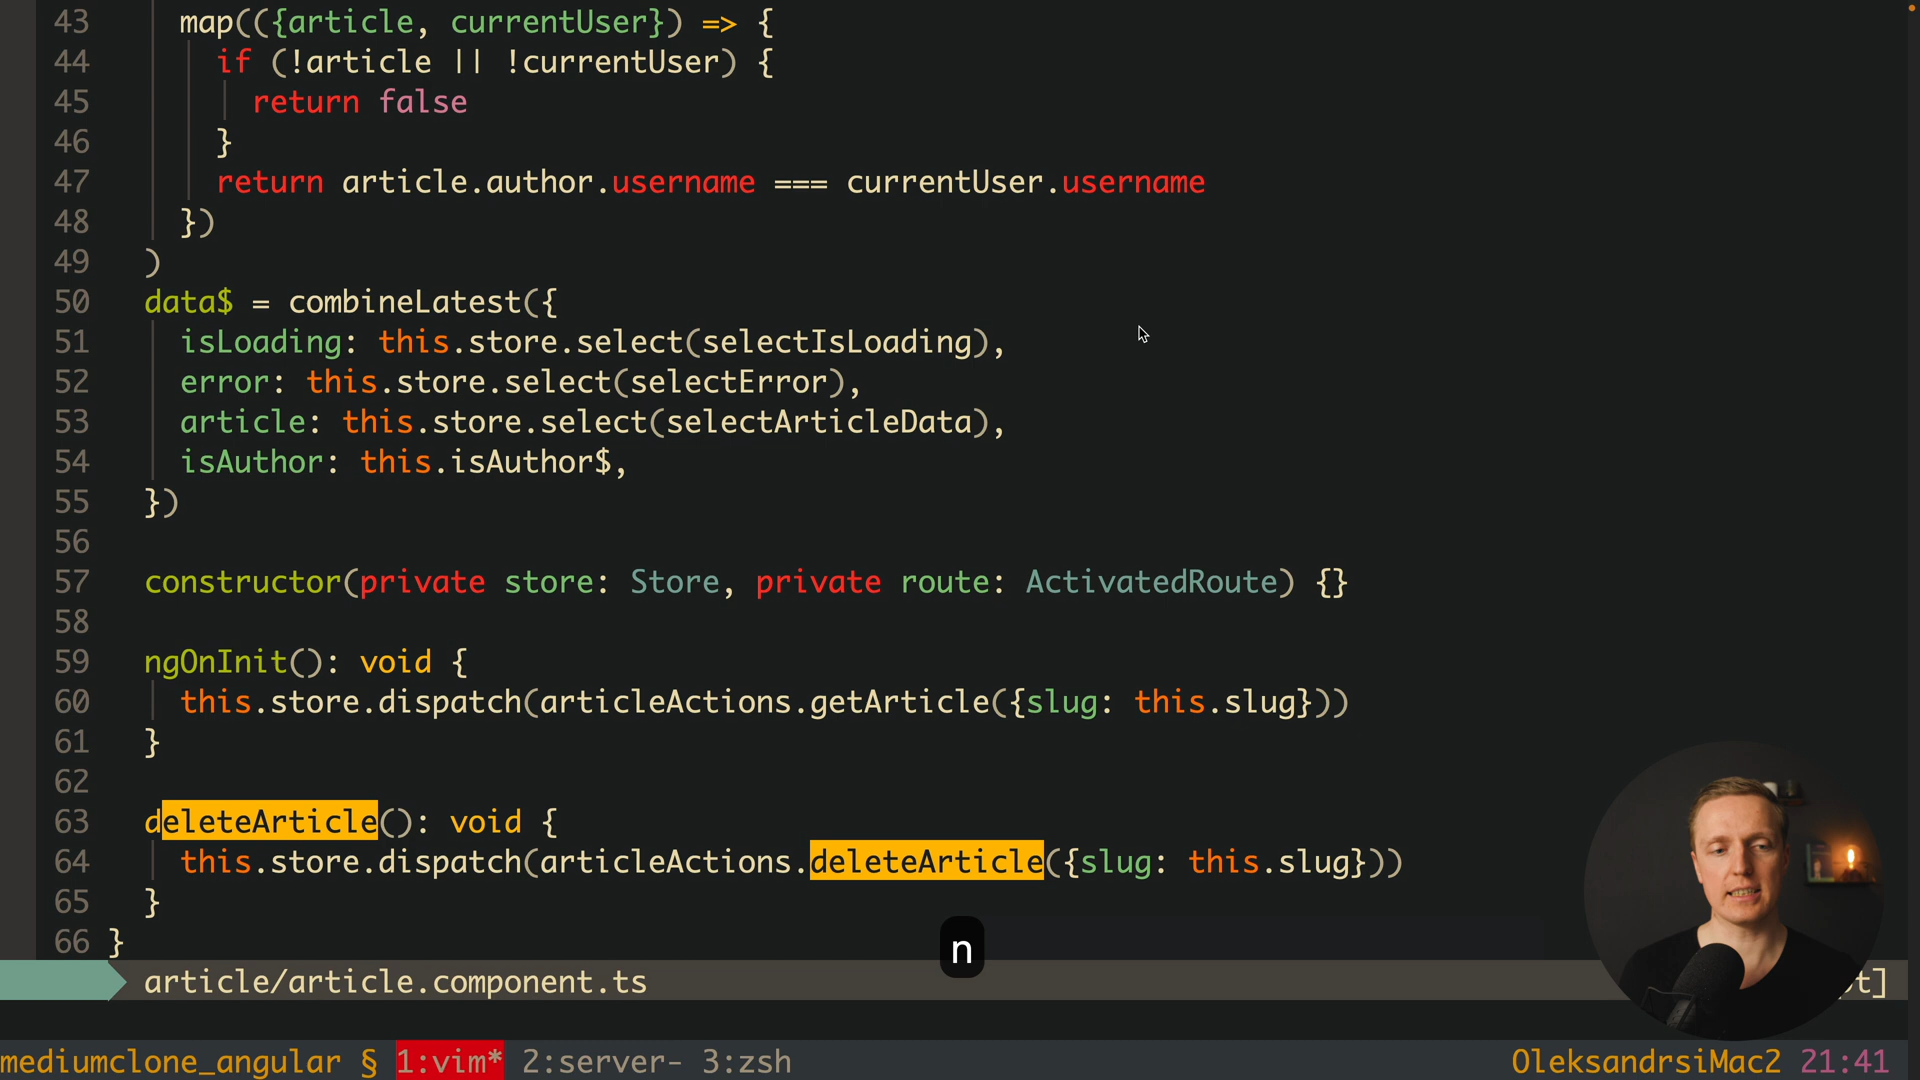 43 map(({article, currentUser}) => {
44 if (!article || !currentUser) {
45 return false
46 }
47 return article.author.username === currentUser.username
48 })
49 )
50 data$ = combineLatest({
51 isLoading: this.store.select(selectIsLoading),
52 error: this.store.select(selectError),
53 article: this.store.select(selectArticleData),
54 isAuthor: this.isAuthor$,
55 })
56
57 constructor(private store: Store, private route: ActivatedRoute) {}
58
59 ngOnInit(): void {
60 this.store.dispatch(articleActions.getArticle({slug: this.slug}))
61 }
62
63 deleteArticle(): void {
64 this.store.dispatch(articleActions.deleteArticle({slug: this.slug}))
65 }
66 }
n
article/article.component.ts t]
mediumclone_angular § 1:vim* 2:server- 3:zsh OleksandrsiMac2 21:41